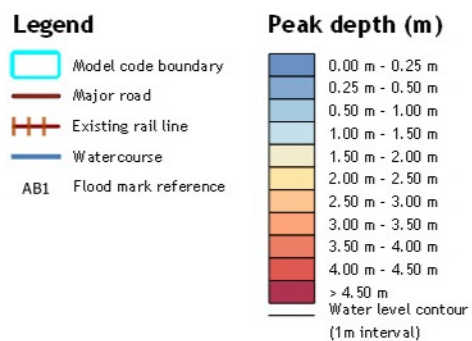 Legend
Model code boundary
Major road
Existing rail line
Watercourse
AB1 Flood mark reference
Peak depth (m)
0.00 m - 0.25 m
0.25 m - 0.50 m
0.50 m - 1.00 m
1.00 m - 1.50 m
1.50 m - 2.00 m
2.00 m - 2.50 m
2.50 m - 3.00 m
3.00 m - 3.50 m
3.50 m - 4.00 m
4.00 m - 4.50 m
> 4.50 m
Water level contour
(1m interval)